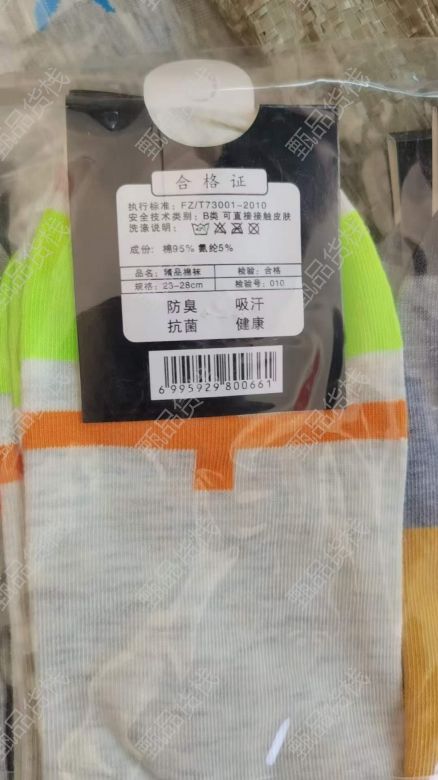 合格证
执行标准：FZ/T73001-2010
安全技术类别：B类 可直接接触皮肤
洗涤说明：
成份：棉95% 氨纶5%
品名：精品棉袜 检验：合格
规格：23-28cm 检验号：010
防臭 吸汗
抗菌 健康
6 995929 800661
甄品货栈